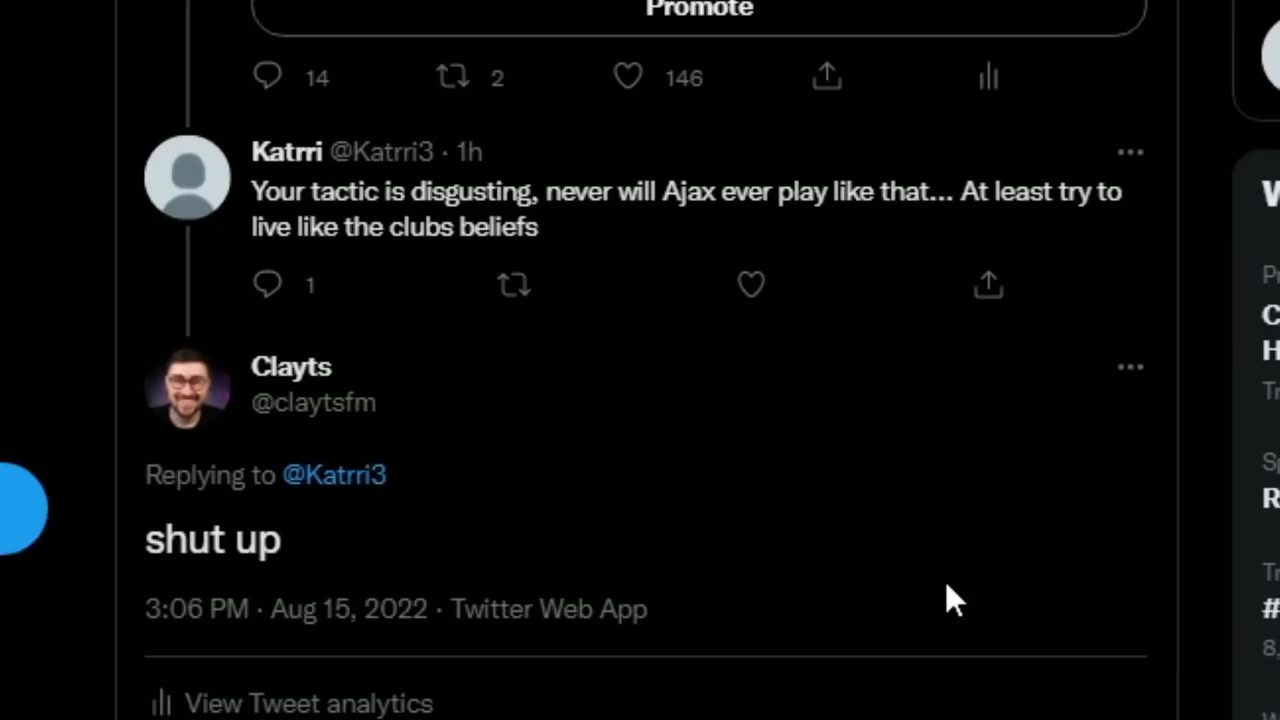 Promote
14 2 146
Katrri @Katrri3 · 1h
Your tactic is disgusting, never will Ajax ever play like that... At least try to
live like the clubs beliefs
1
Clayts
@claytsfm
Replying to @Katrri3
shut up
3:06 PM · Aug 15, 2022 · Twitter Web App
View Tweet analytics